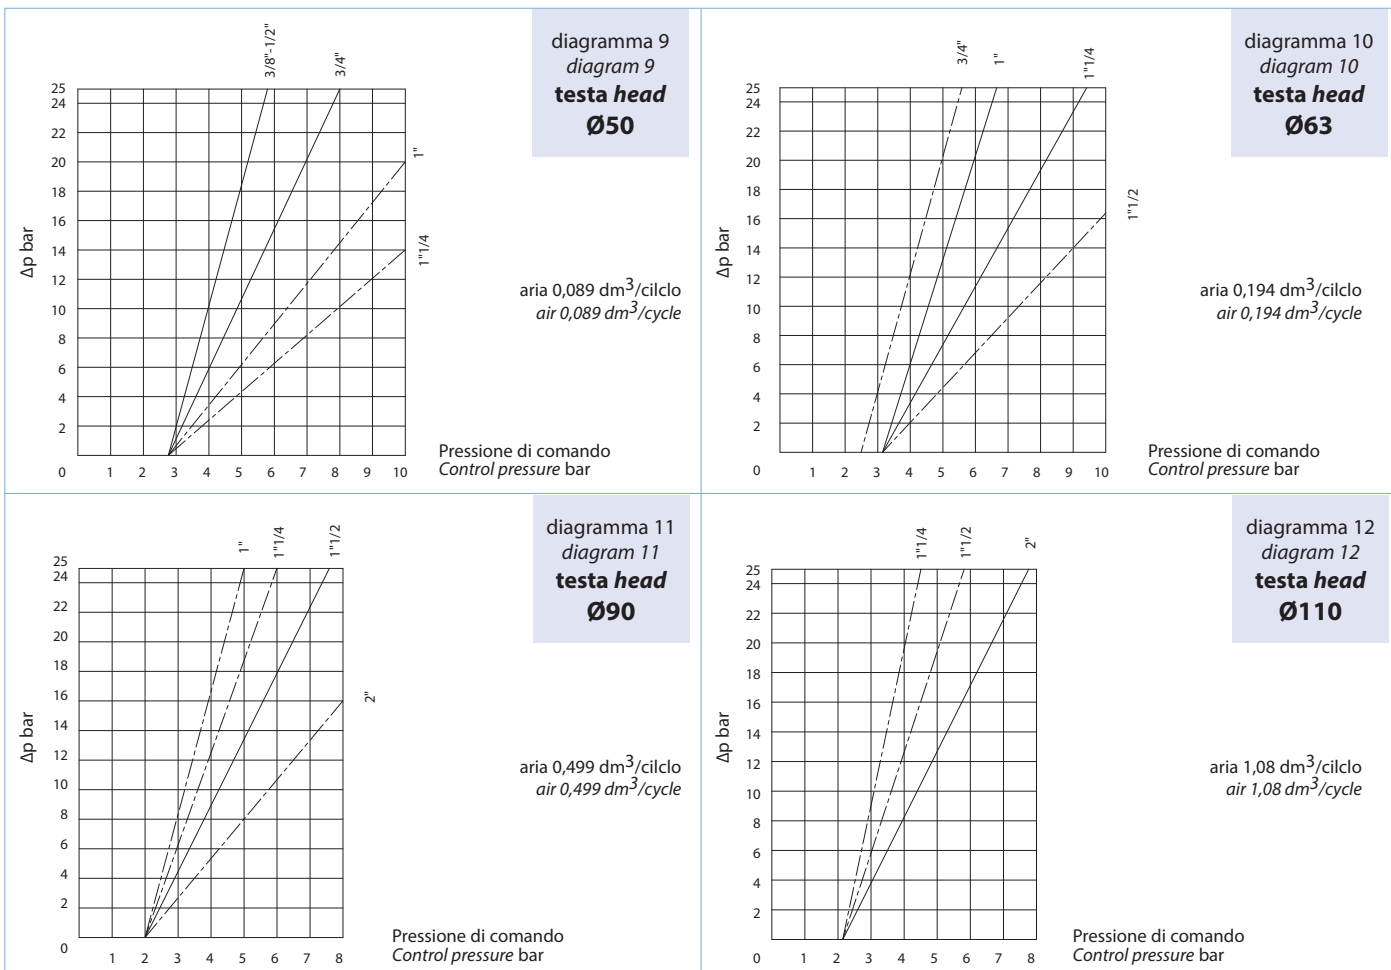 3/8"-1/2"
3/4"
25
24
22
20
18
16
14
12
10
8
6
4
2
0
1"
1"1/4
Δp bar
1 2 3 4 5 6 7 8 9 10
Pressione di comando
Control pressure bar
diagramma 9
diagram 9
testa head
Ø50
aria 0,089 dm³/cilclo
air 0,089 dm³/cycle
3/4"
1"
1"1/4
25
24
22
20
18
16
14
12
10
8
6
4
2
0
1"1/2
Δp bar
1 2 3 4 5 6 7 8 9 10
Pressione di comando
Control pressure bar
diagramma 10
diagram 10
testa head
Ø63
aria 0,194 dm³/cilclo
air 0,194 dm³/cycle
1"
1"1/4
1"1/2
25
24
22
20
18
16
14
12
10
8
6
4
2
0
2"
Δp bar
1 2 3 4 5 6 7 8
Pressione di comando
Control pressure bar
diagramma 11
diagram 11
testa head
Ø90
aria 0,499 dm³/cilclo
air 0,499 dm³/cycle
1"1/4
1"1/2
2"
25
24
22
20
18
16
14
12
10
8
6
4
2
0
Δp bar
1 2 3 4 5 6 7 8
Pressione di comando
Control pressure bar
diagramma 12
diagram 12
testa head
Ø110
aria 1,08 dm³/cilclo
air 1,08 dm³/cycle